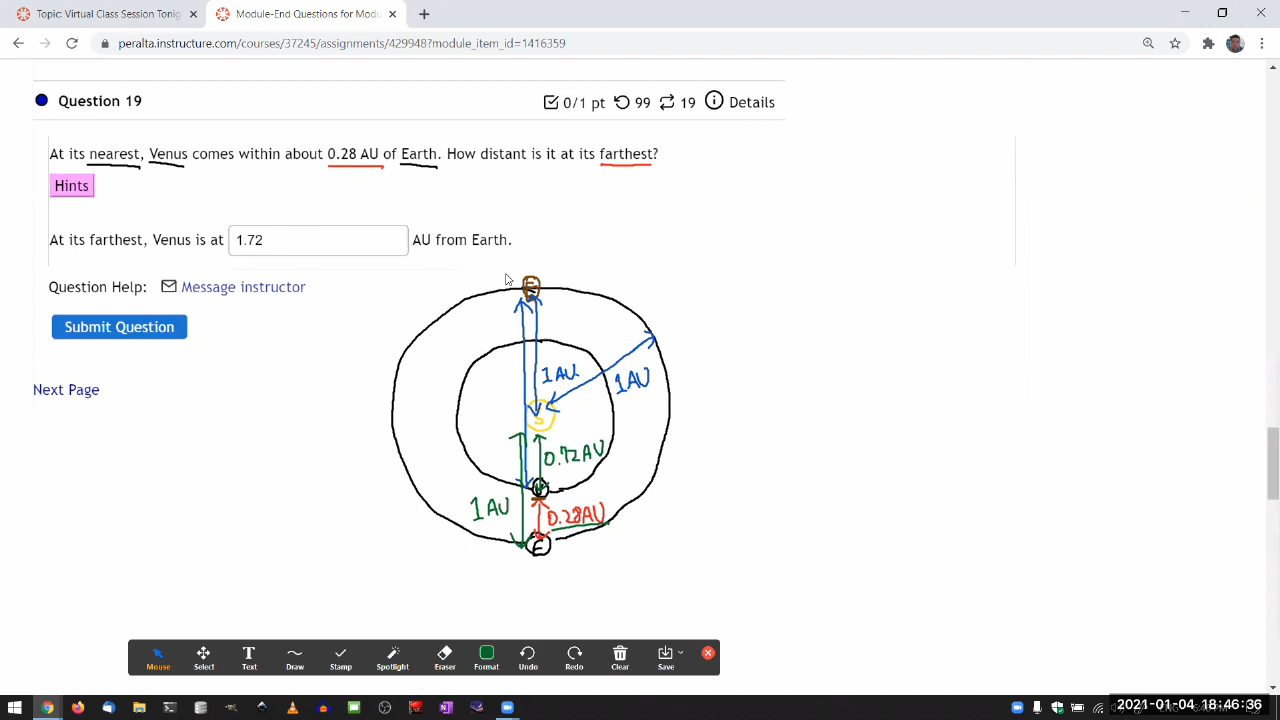 Topic: Virtual Class Session Tonig
Module-End Questions for Modul
peralta.instructure.com/courses/37245/assignments/429948?module_item_id=1416359
Question 19
0/1 pt 99 19 Details
At its nearest, Venus comes within about 0.28 AU of Earth. How distant is it at its farthest?
Hints
At its farthest, Venus is at 1.72 AU from Earth.
Question Help: Message instructor
Submit Question
Next Page
E
1 AU
1 AU
S
0.72 AU
1 AU
0.28 AU
E
Mouse Select Text Draw Stamp Spotlight Eraser Format Undo Redo Clear Save
2021-01-04 18:46:36